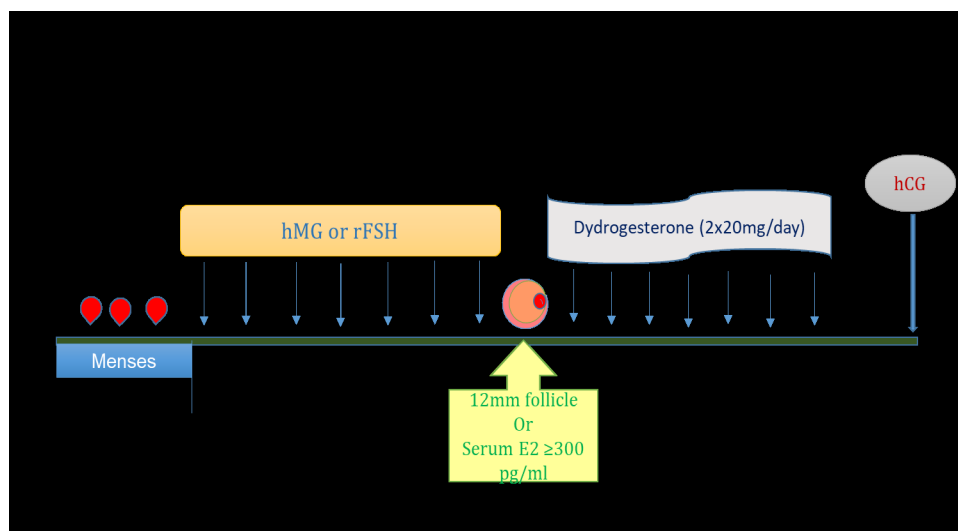 hCG
hMG or rFSH
Dydrogesterone (2x20mg/day)
Menses
12mm follicle
Or
Serum E2 ≥300
pg/ml